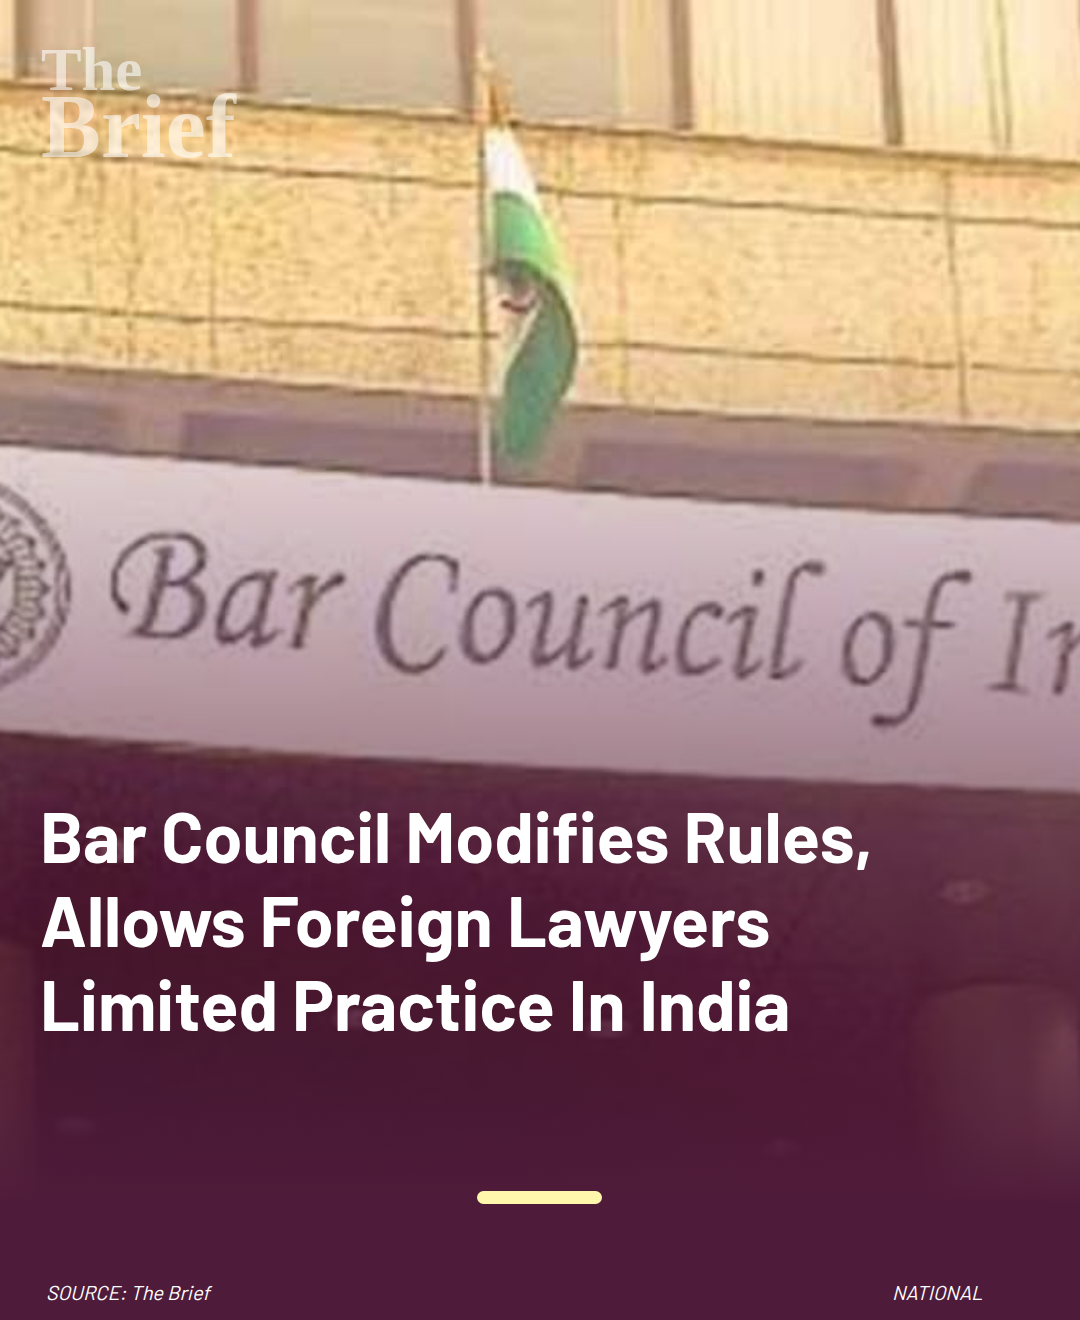 The
Brief
Bar Council of
Bar Council Modifies Rules,
Allows Foreign Lawyers
Limited Practice In India
SOURCE: The Brief
NATIONAL